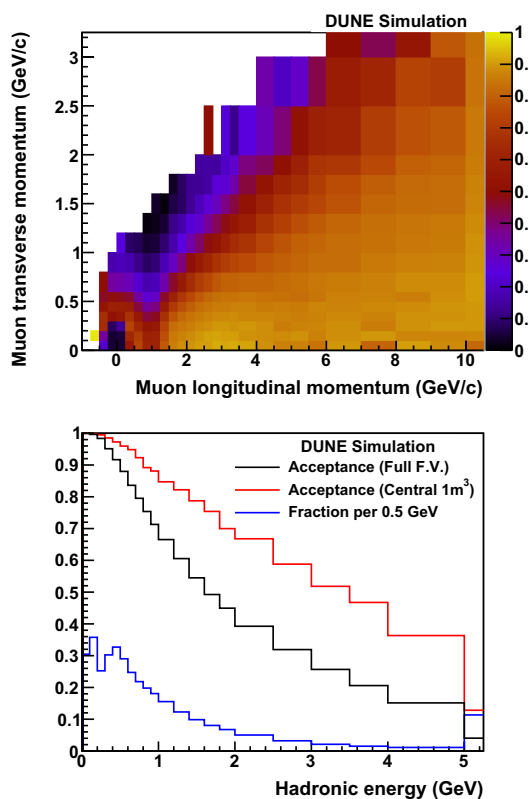 DUNE Simulation
Muon transverse momentum (GeV/c)
3
2.5
2
1.5
1
0.5
0
0 2 4 6 8 10
Muon longitudinal momentum (GeV/c)
1
0.
0.
0.
0.
0.
0.
0.
0.
0.
0
DUNE Simulation
Acceptance (Full F.V.)
Acceptance (Central 1m³)
Fraction per 0.5 GeV
1
0.9
0.8
0.7
0.6
0.5
0.4
0.3
0.2
0.1
0
0 1 2 3 4 5
Hadronic energy (GeV)